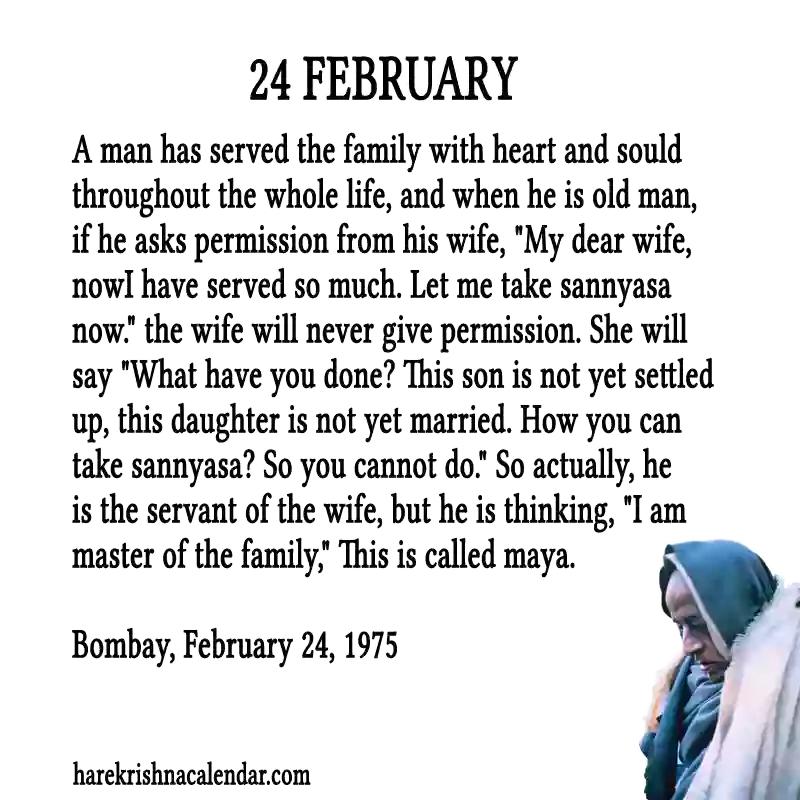 24 FEBRUARY
A man has served the family with heart and sould
throughout the whole life, and when he is old man,
if he asks permission from his wife, "My dear wife,
nowI have served so much. Let me take sannyasa
now." the wife will never give permission. She will
say "What have you done? This son is not yet settled
up, this daughter is not yet married. How you can
take sannyasa? So you cannot do." So actually, he
is the servant of the wife, but he is thinking, "I am
master of the family," This is called maya.
Bombay, February 24, 1975
harekrishnacalendar.com